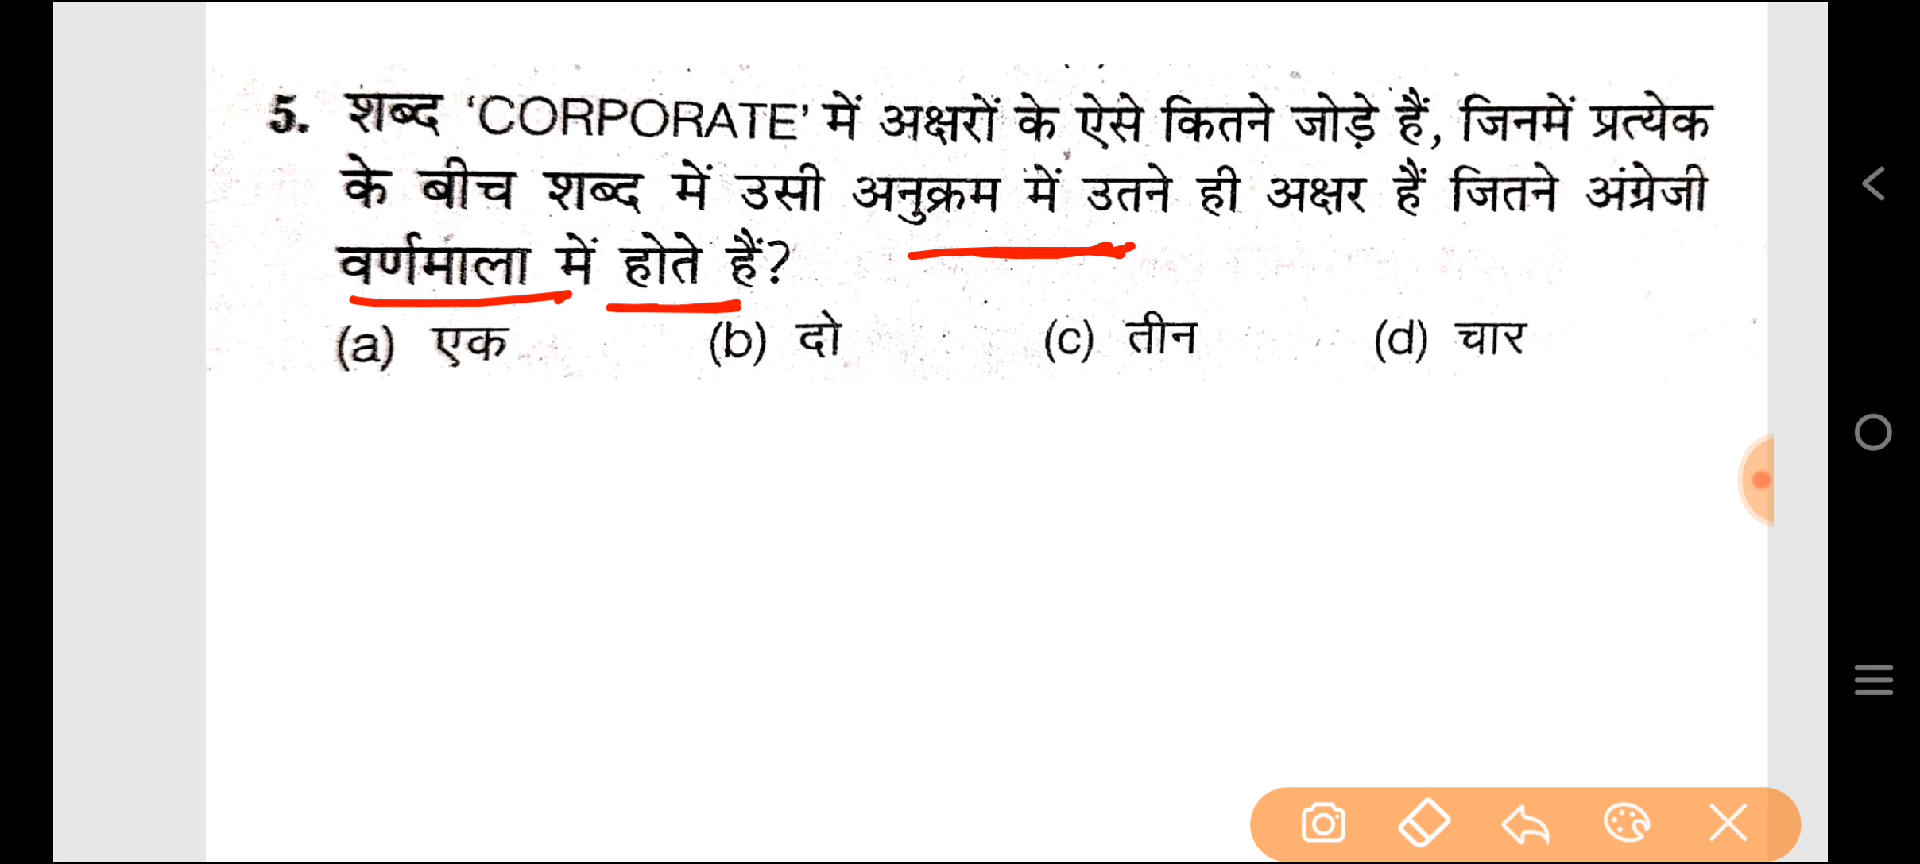 5. शब्द ‘CORPORATE’ में अक्षरों के ऐसे कितने जोड़े हैं, जिनमें प्रत्येक
के बीच शब्द में उसी अनुक्रम में उतने ही अक्षर हैं जितने अंग्रेजी
वर्णमाला में होते हैं?
(a) एक (b) दो (c) तीन (d) चार